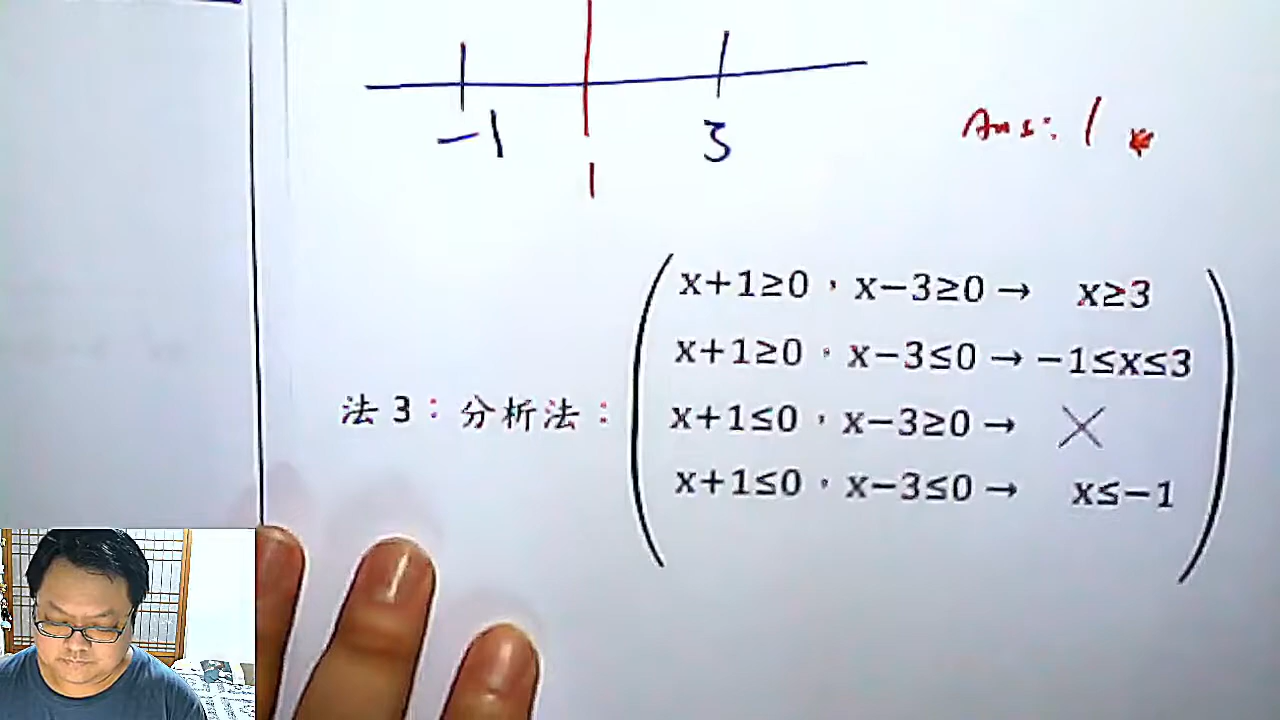 -1 3
1
Ans: 1
x+1≥0，x−3≥0→ x≥3
x+1≥0，x−3≤0→−1≤x≤3
法 3：分析法：
x+1≤0，x−3≥0→ ×
x+1≤0，x−3≤0→ x≤−1